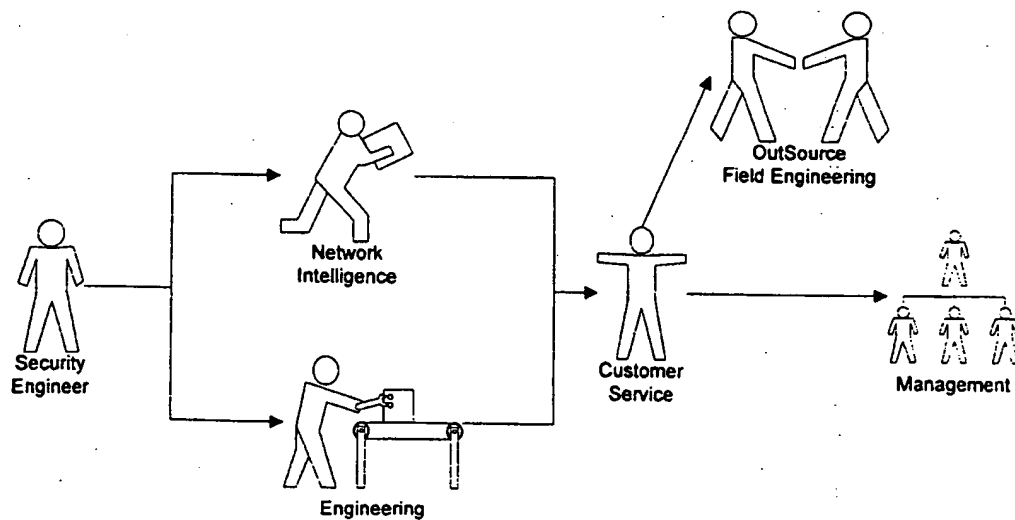 OutSource
Field Engineering
Network
Intelligence
Security
Engineer
Customer
Service
Management
Engineering